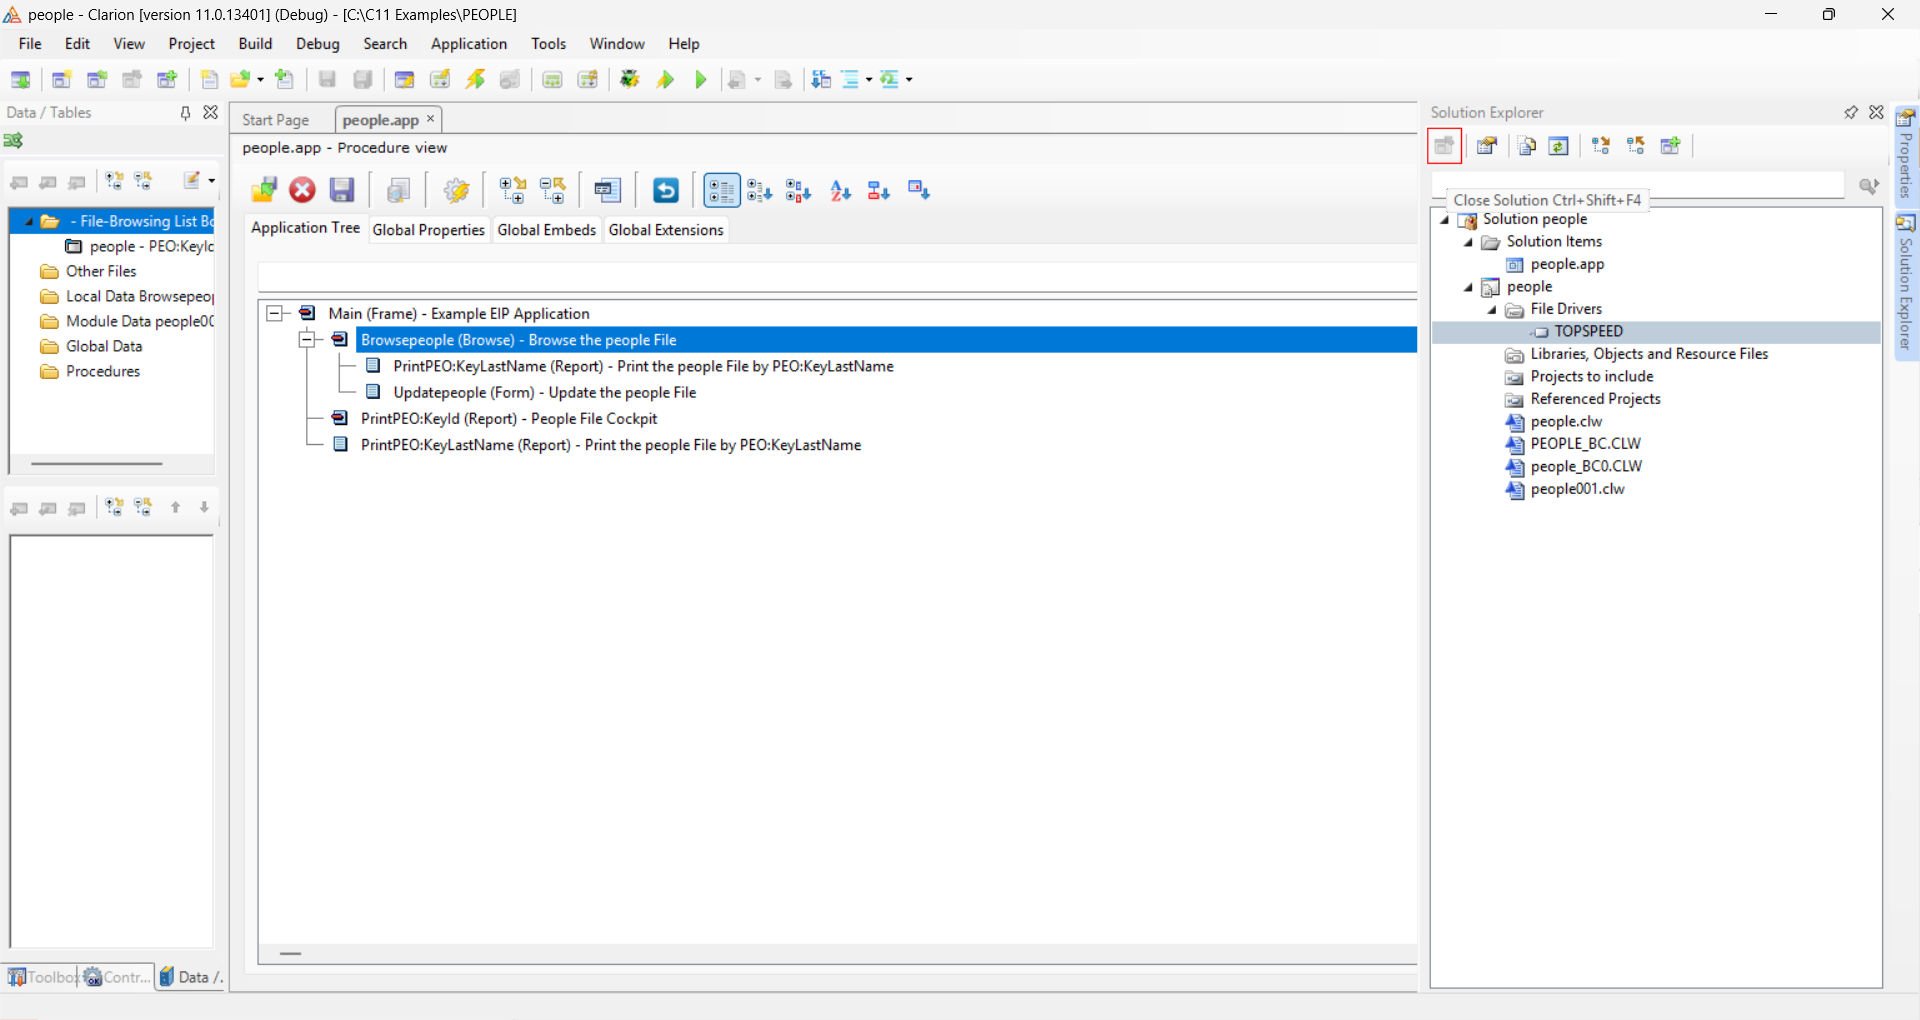 people - Clarion [version 11.0.13401] (Debug) - [C:\C11 Examples\PEOPLE]
File Edit View Project Build Debug Search Application Tools Window Help
Data / Tables
- File-Browsing List Bo
people - PEO:KeyIc
Other Files
Local Data Browsepeo
Module Data people00
Global Data
Procedures
Toolbox
Contr...
Data /.
Start Page
people.app
people.app - Procedure view
Application Tree
Global Properties
Global Embeds
Global Extensions
Main (Frame) - Example EIP Application
Browsepeople (Browse) - Browse the people File
PrintPEO:KeyLastName (Report) - Print the people File by PEO:KeyLastName
Updatepeople (Form) - Update the people File
PrintPEO:KeyId (Report) - People File Cockpit
PrintPEO:KeyLastName (Report) - Print the people File by PEO:KeyLastName
Solution Explorer
Close Solution Ctrl+Shift+F4
Solution people
Solution Items
people.app
people
File Drivers
TOPSPEED
Libraries, Objects and Resource Files
Projects to include
Referenced Projects
people.clw
PEOPLE_BC.CLW
people_BC0.CLW
people001.clw
Properties
Solution Explorer